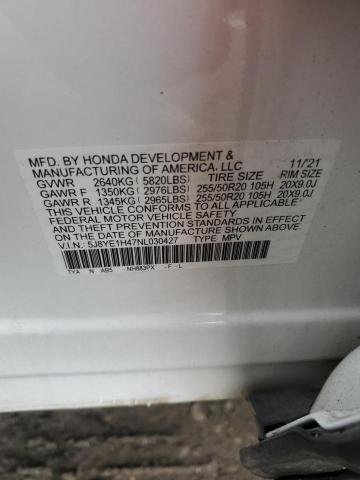 MFD. BY HONDA DEVELOPMENT & 11/21
MANUFACTURING OF AMERICA, LLC
GVWR 2640KG ( 5820LBS) TIRE SIZE RIM SIZE
GAWR F 1350KG ( 2976LBS) 255/50R20 105H 20X9.0J
GAWR R 1345KG ( 2965LBS) 255/50R20 105H 20X9.0J
THIS VEHICLE CONFORMS TO ALL APPLICABLE
FEDERAL MOTOR VEHICLE SAFETY AND BUMPER
STANDARDS IN EFFECT ON THE DATE OF
MANUFACTURE SHOWN ABOVE.
V.I.N.: 5J8YE1H47NL030427 TYPE: MPV
TYA N AB5 NH883PX - F - L